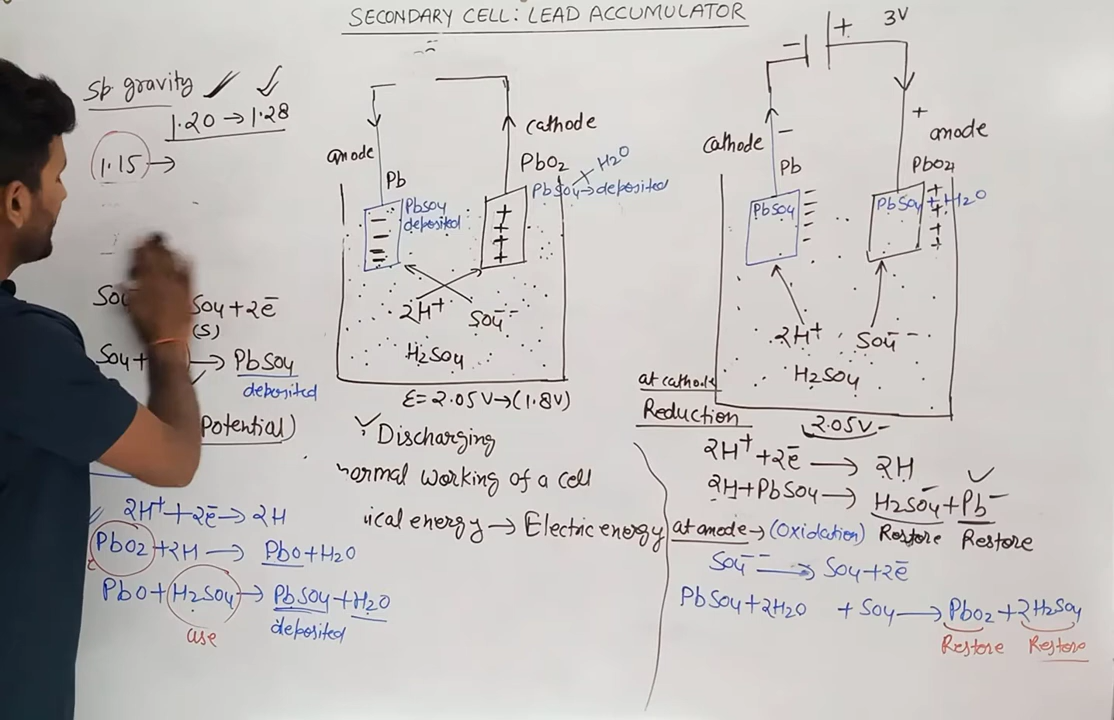 SECONDARY CELL: LEAD ACCUMULATOR
Sp. gravity
1.20 → 1.28
1.15 →
SO4 SO4 + 2e̅
(S)
SO4 + → PbSO4
deposited
Potential)
2H⁺ + 2e̅ → 2H
PbO2 + 2H → PbO + H2O
PbO + H2SO4 → PbSO4 + H2O
use
deposited
anode
Pb
PbSO4
deposited
cathode
PbO2
H2O
PbSO4 → deposited
− − − −
+ + + +
2H⁺ SO4⁻⁻
H2SO4
E = 2.05V → (1.8V)
Discharging
normal working of a cell
ical energy → Electric energy
− + 3V
cathode −
Pb
PbSO4
+
anode
PbO2
PbSO4 + H2O
2H⁺ SO4⁻⁻
H2SO4
2.05V
at cathode
Reduction
2H⁺ + 2e̅ → 2H
2H + PbSO4 → H2SO4 + Pb
Restore Restore
at anode → (Oxidation)
SO4⁻⁻ → SO4 + 2e̅
PbSO4 + 2H2O + SO4 → PbO2 + 2H2SO4
Restore Restore